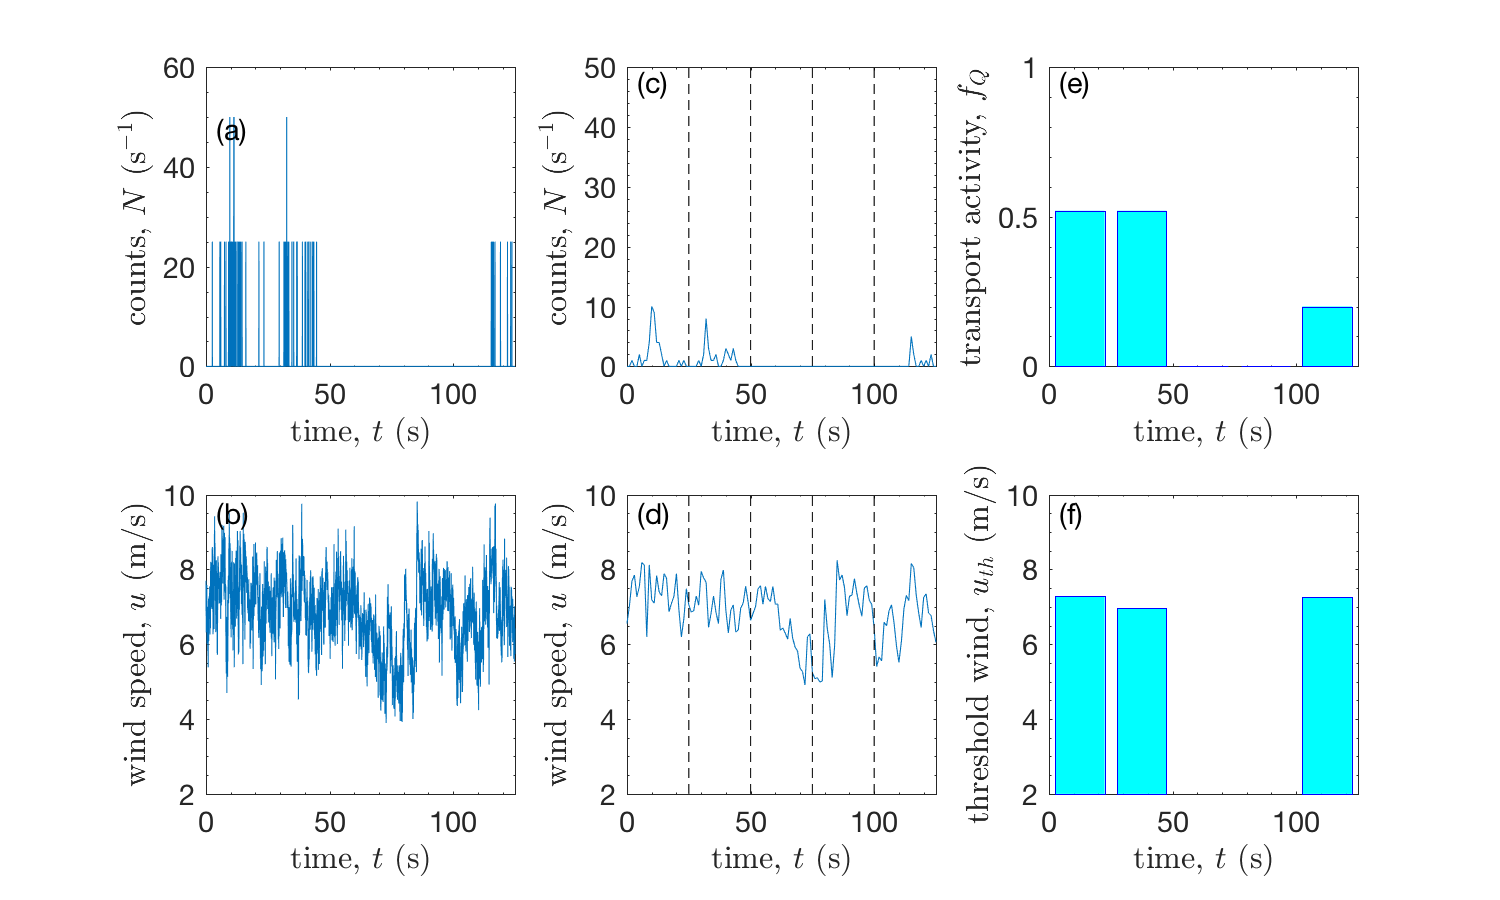 60
40
20
0
counts, N (s⁻¹)
(a)
0 50 100
time, t (s)
50
40
30
20
10
0
counts, N (s⁻¹)
(c)
0 50 100
time, t (s)
1
0.5
0
transport activity, f_Q
(e)
0 50 100
time, t (s)
10
8
6
4
2
wind speed, u (m/s)
(b)
0 50 100
time, t (s)
10
8
6
4
2
wind speed, u (m/s)
(d)
0 50 100
time, t (s)
10
8
6
4
2
threshold wind, u_th (m/s)
(f)
0 50 100
time, t (s)